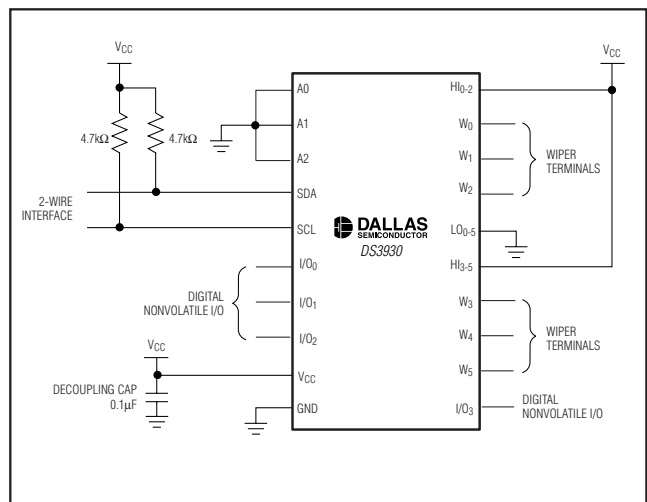 VCC
4.7kΩ
4.7kΩ
2-WIRE
INTERFACE
DIGITAL
NONVOLATILE I/O
VCC
DECOUPLING CAP
0.1µF
A0
A1
A2
SDA
SCL
I/O0
I/O1
I/O2
VCC
GND
DALLAS
SEMICONDUCTOR
DS3930
HI0-2
W0
W1
W2
LO0-5
HI3-5
W3
W4
W5
I/O3
VCC
WIPER
TERMINALS
WIPER
TERMINALS
DIGITAL
NONVOLATILE I/O